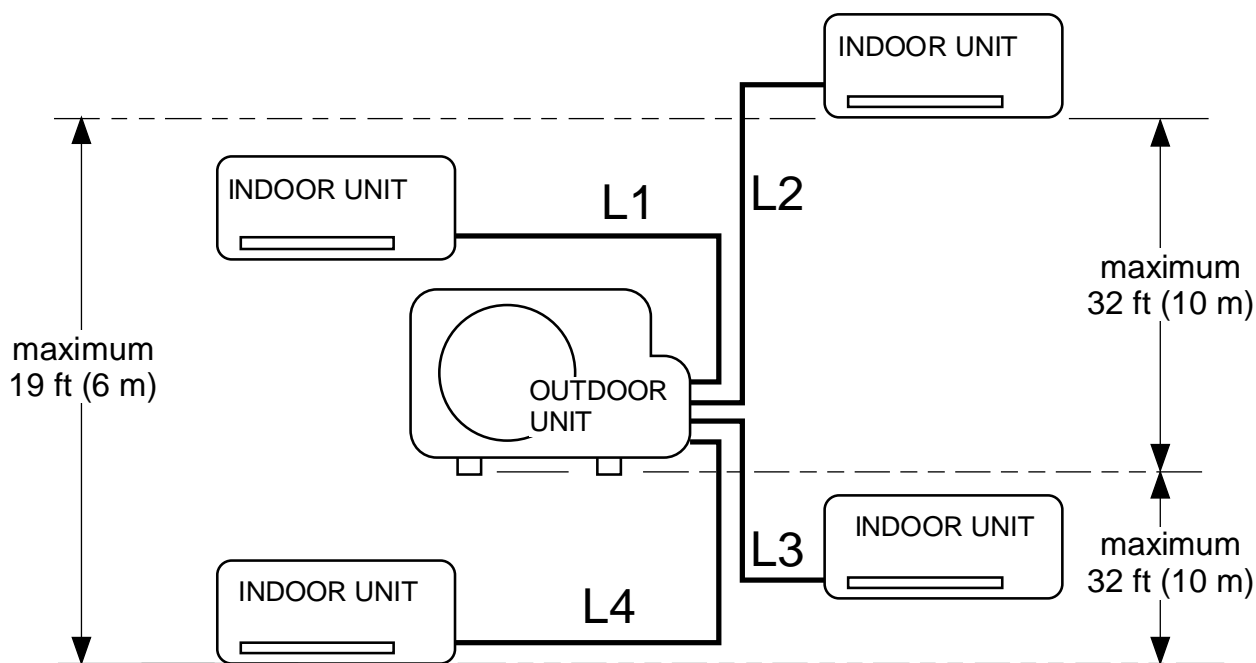 INDOOR UNIT
INDOOR UNIT
L1
L2
maximum
32 ft (10 m)
maximum
19 ft (6 m)
OUTDOOR
UNIT
INDOOR UNIT
L3
maximum
32 ft (10 m)
INDOOR UNIT
L4